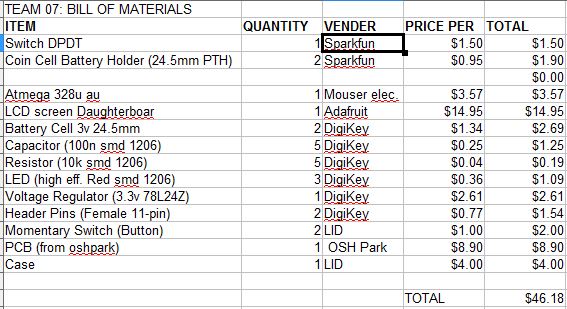 TEAM 07: BILL OF MATERIALS
ITEM QUANTITY VENDER PRICE PER TOTAL
Switch DPDT 1 Sparkfun $1.50 $1.50
Coin Cell Battery Holder (24.5mm PTH) 2 Sparkfun $0.95 $1.90
$0.00
Atmega 328u au 1 Mouser elec. $3.57 $3.57
LCD screen Daughterboar 1 Adafruit $14.95 $14.95
Battery Cell 3v 24.5mm 2 DigiKey $1.34 $2.69
Capacitor (100n smd 1206) 5 DigiKey $0.25 $1.25
Resistor (10k smd 1206) 5 DigiKey $0.04 $0.19
LED (high eff. Red smd 1206) 3 DigiKey $0.36 $1.09
Voltage Regulator (3.3v 78L24Z) 1 DigiKey $2.61 $2.61
Header Pins (Female 11-pin) 2 DigiKey $0.77 $1.54
Momentary Switch (Button) 2 LID $1.00 $2.00
PCB (from oshpark) 1 OSH Park $8.90 $8.90
Case 1 LID $4.00 $4.00
TOTAL $46.18